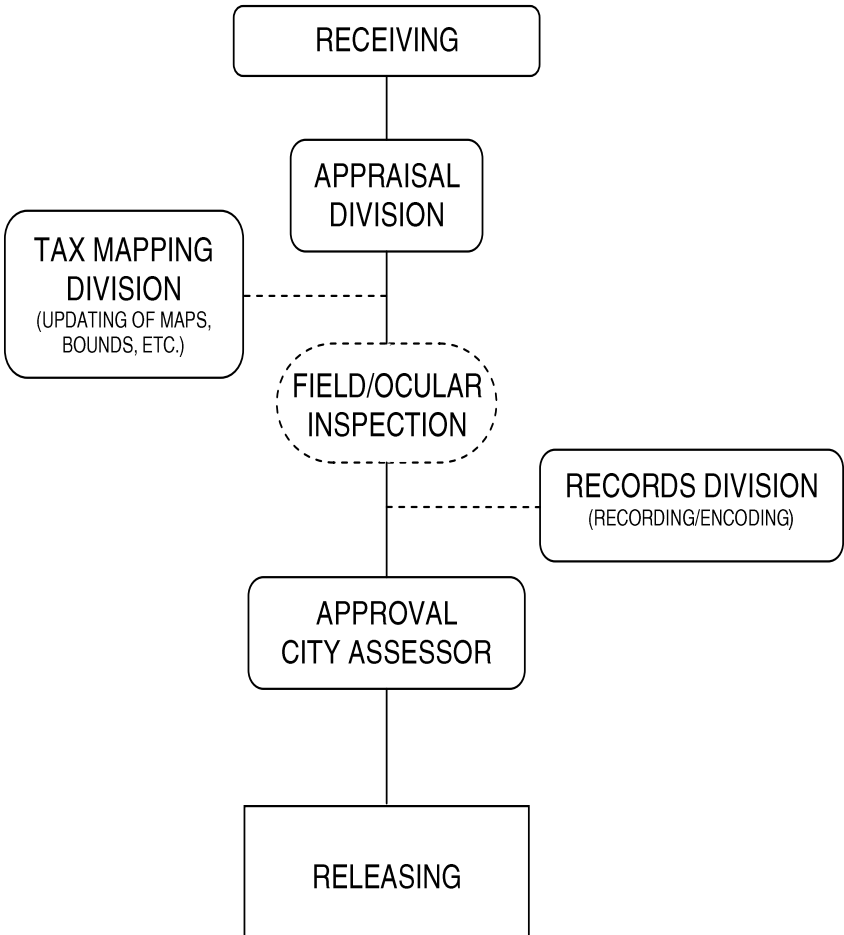 RECEIVING
APPRAISAL
DIVISION
TAX MAPPING
DIVISION
(UPDATING OF MAPS,
BOUNDS, ETC.)
FIELD/OCULAR
INSPECTION
RECORDS DIVISION
(RECORDING/ENCODING)
APPROVAL
CITY ASSESSOR
RELEASING